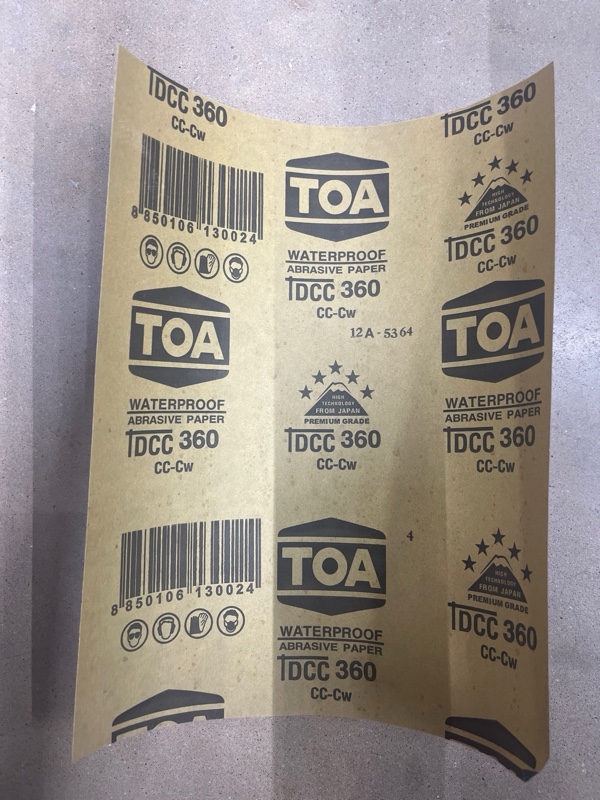 DCC 360
CC-Cw
DCC 360
CC-Cw
8 850106 130024
TOA
WATERPROOF
ABRASIVE PAPER
DCC 360
CC-Cw
12A - 5364
HIGH
TECHNOLOGY
FROM JAPAN
PREMIUM GRADE
DCC 360
CC-Cw
TOA
WATERPROOF
ABRASIVE PAPER
DCC 360
CC-Cw
HIGH
TECHNOLOGY
FROM JAPAN
PREMIUM GRADE
DCC 360
CC-Cw
TOA
WATERPROOF
ABRASIVE PAPER
DCC 360
CC-Cw
8 850106 130024
TOA
WATERPROOF
ABRASIVE PAPER
DCC 360
CC-Cw
4
HIGH
TECHNOLOGY
FROM JAPAN
PREMIUM GRADE
DCC 360
CC-Cw
TOA